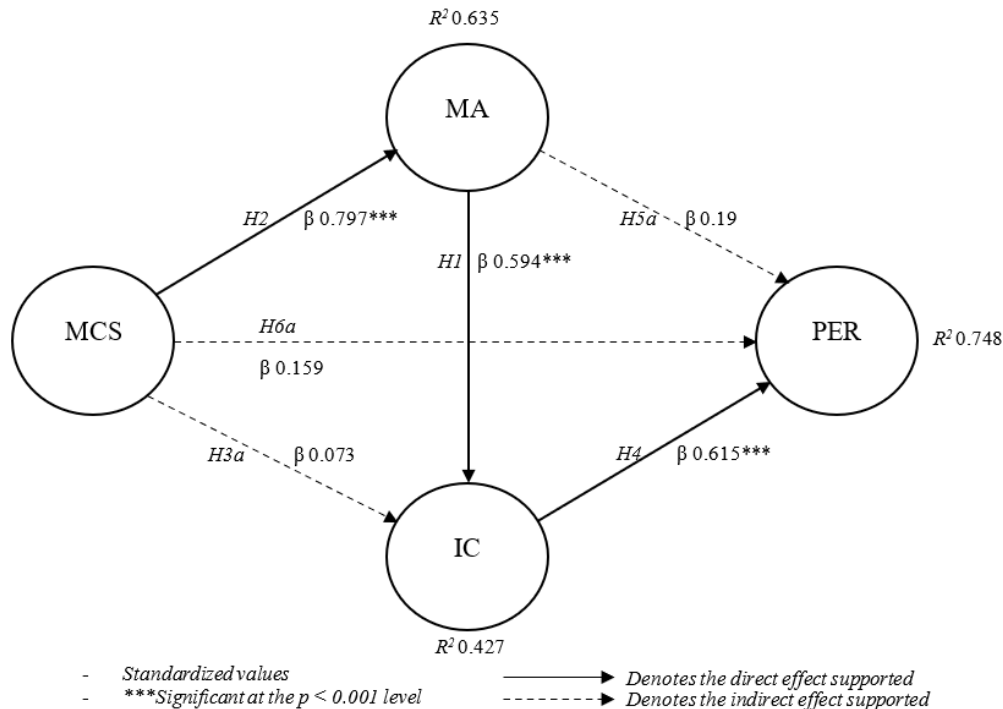 R² 0.635
MA
H2 β 0.797***
H5a β 0.19
H1 β 0.594***
MCS
H6a
β 0.159
PER
R² 0.748
H3a β 0.073
H4 β 0.615***
IC
R² 0.427
- Standardized values
- ***Significant at the p < 0.001 level
Denotes the direct effect supported
Denotes the indirect effect supported